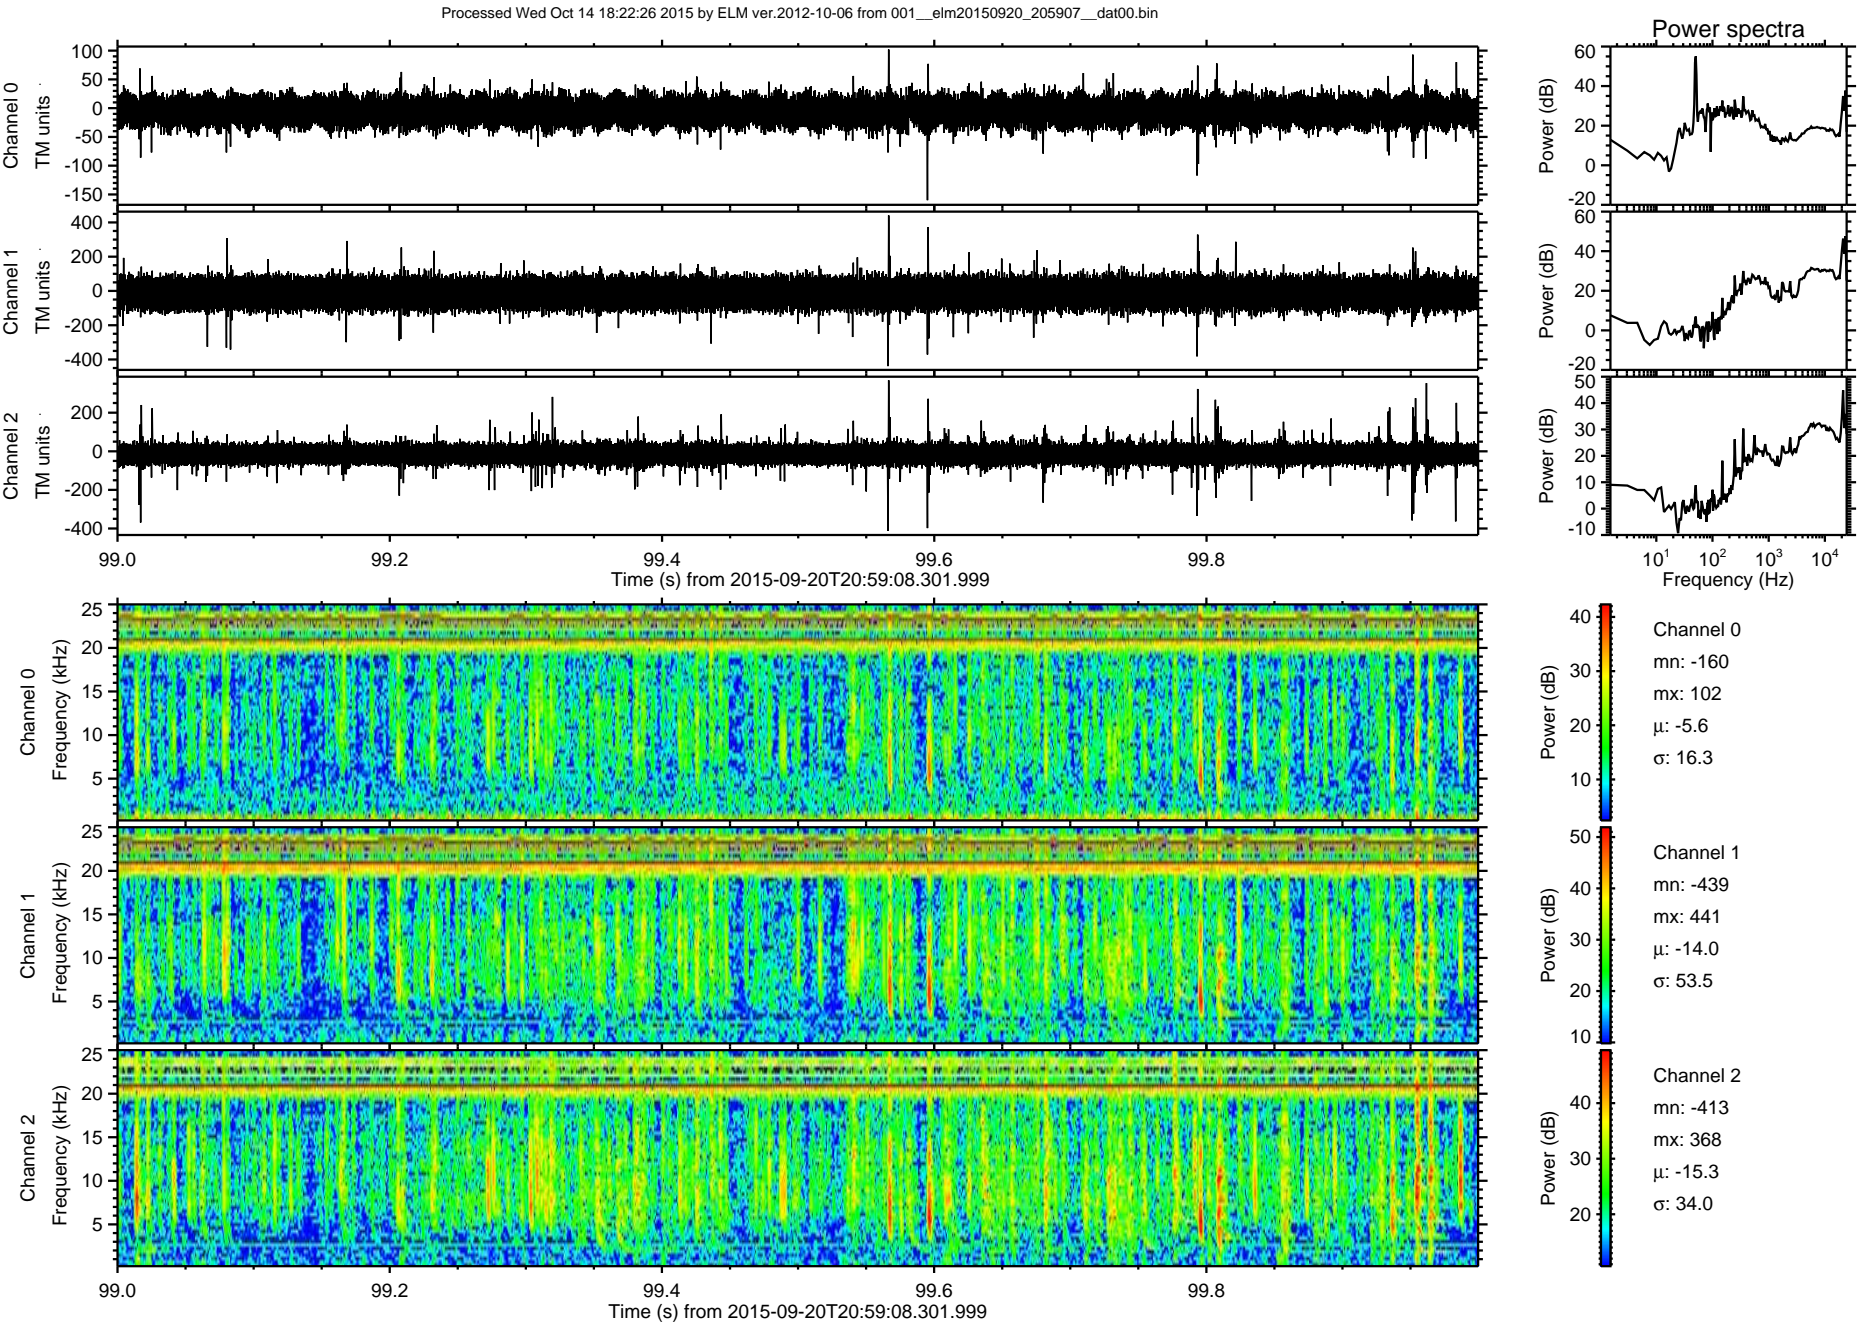 Processed Wed Oct 14 18:22:26 2015 by ELM ver.2012-10-06 from 001__elm20150920_205907__dat00.bin
Power spectra
Channel 0
TM units
100
50
0
-50
-100
-150
Power (dB)
60
40
20
0
-20
Channel 1
TM units
400
200
0
-200
-400
Power (dB)
60
40
20
0
-20
Channel 2
TM units
200
0
-200
-400
Power (dB)
50
40
30
20
10
0
-10
99.0
99.2
99.4
99.6
99.8
Time (s) from 2015-09-20T20:59:08.301.999
10¹
10²
10³
10⁴
Frequency (Hz)
Channel 0
Frequency (kHz)
25
20
15
10
5
Power (dB)
40
30
20
10
Channel 0
mn: -160
mx: 102
μ: -5.6
σ: 16.3
Channel 1
Frequency (kHz)
25
20
15
10
5
Power (dB)
50
40
30
20
10
Channel 1
mn: -439
mx: 441
μ: -14.0
σ: 53.5
Channel 2
Frequency (kHz)
25
20
15
10
5
Power (dB)
40
30
20
Channel 2
mn: -413
mx: 368
μ: -15.3
σ: 34.0
99.0
99.2
99.4
99.6
99.8
Time (s) from 2015-09-20T20:59:08.301.999